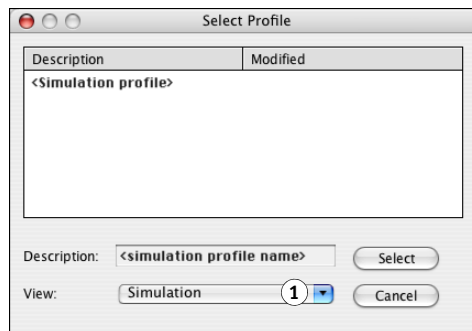 Select Profile
Description Modified
<Simulation profile>
Description: <simulation profile name> Select
View: Simulation 1 Cancel